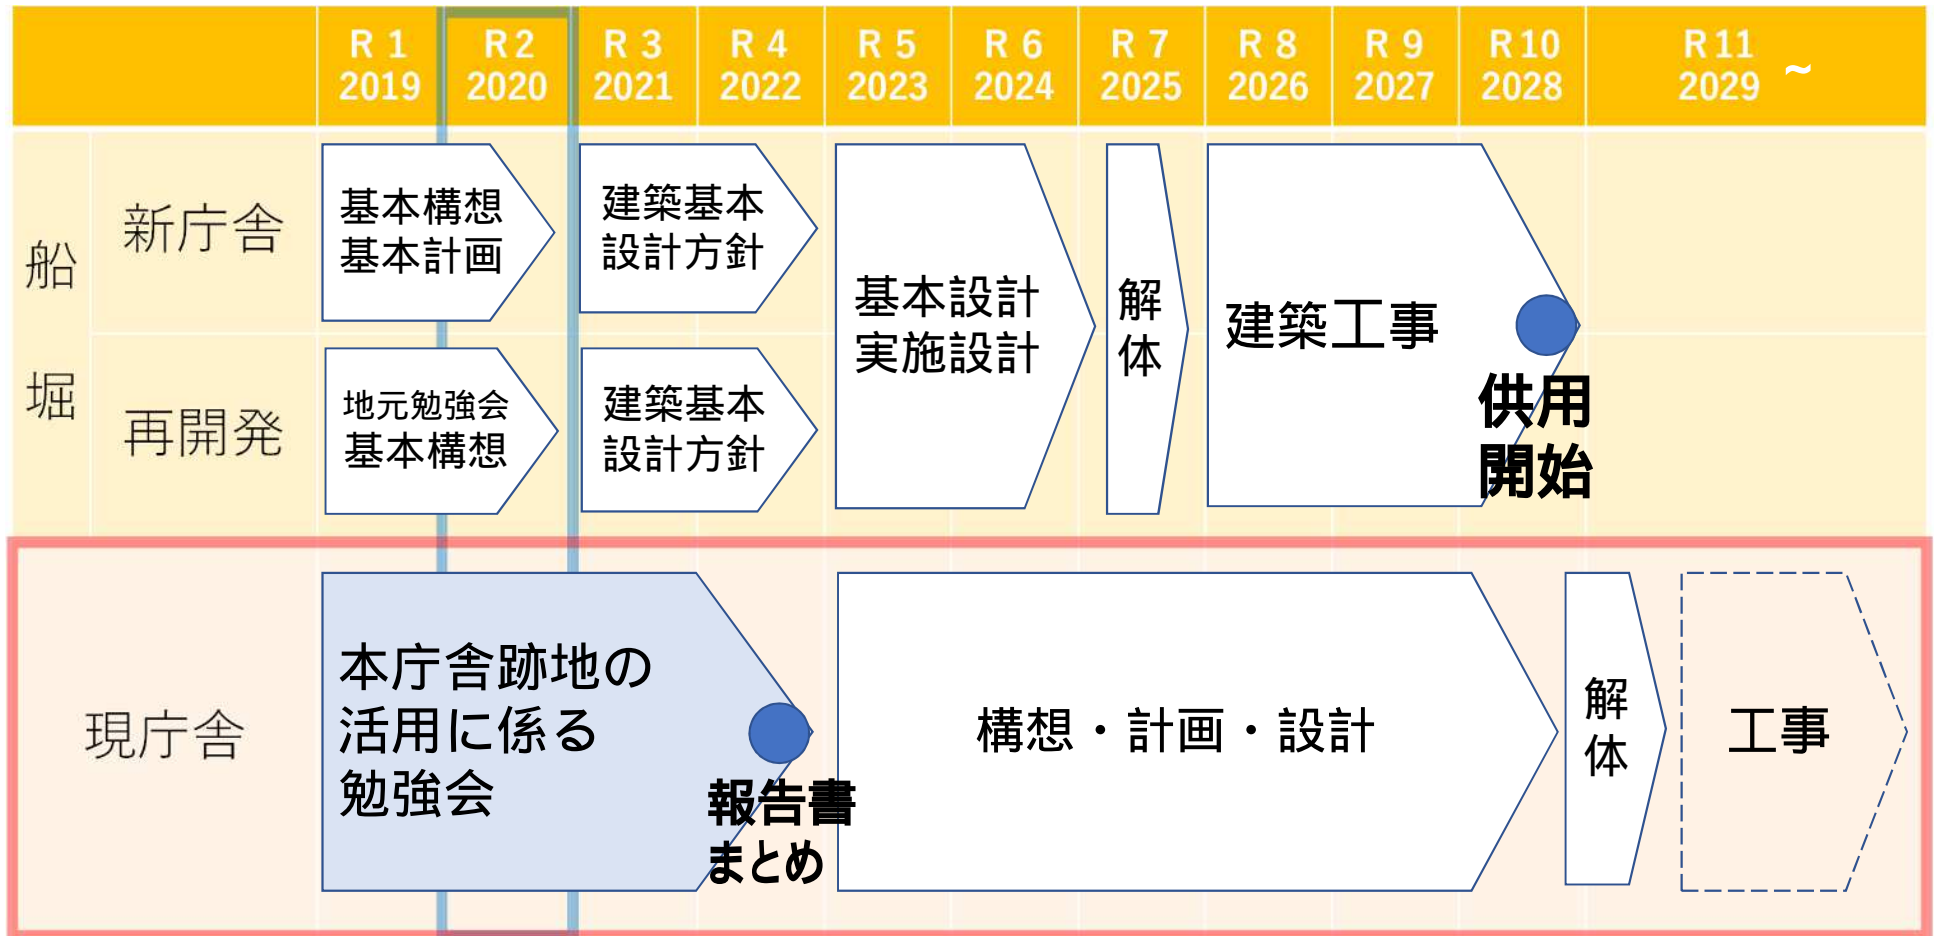 R 1
2019
R 2
2020
R 3
2021
R 4
2022
R 5
2023
R 6
2024
R 7
2025
R 8
2026
R 9
2027
R 10
2028
R 11
2029 ~
船堀
新庁舎
基本構想
基本計画
建築基本
設計方針
再開発
地元勉強会
基本構想
建築基本
設計方針
基本設計
実施設計
解体
建築工事
供用
開始
現庁舎
本庁舎跡地の
活用に係る
勉強会
報告書
まとめ
構想・計画・設計
解体
工事